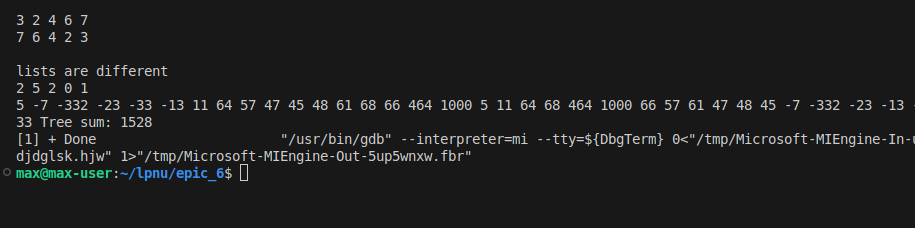 3 2 4 6 7
7 6 4 2 3
lists are different
2 5 2 0 1
5 -7 -332 -23 -33 -13 11 64 57 47 45 48 61 68 66 464 1000 5 11 64 68 464 1000 66 57 61 47 48 45 -7 -332 -23 -13 -
33 Tree sum: 1528
[1] + Done "/usr/bin/gdb" --interpreter=mi --tty=${DbgTerm} 0<"/tmp/Microsoft-MIEngine-In-u
djdglsk.hjw" 1>"/tmp/Microsoft-MIEngine-Out-5up5wnxw.fbr"
max@max-user:~/lpnu/epic_6$